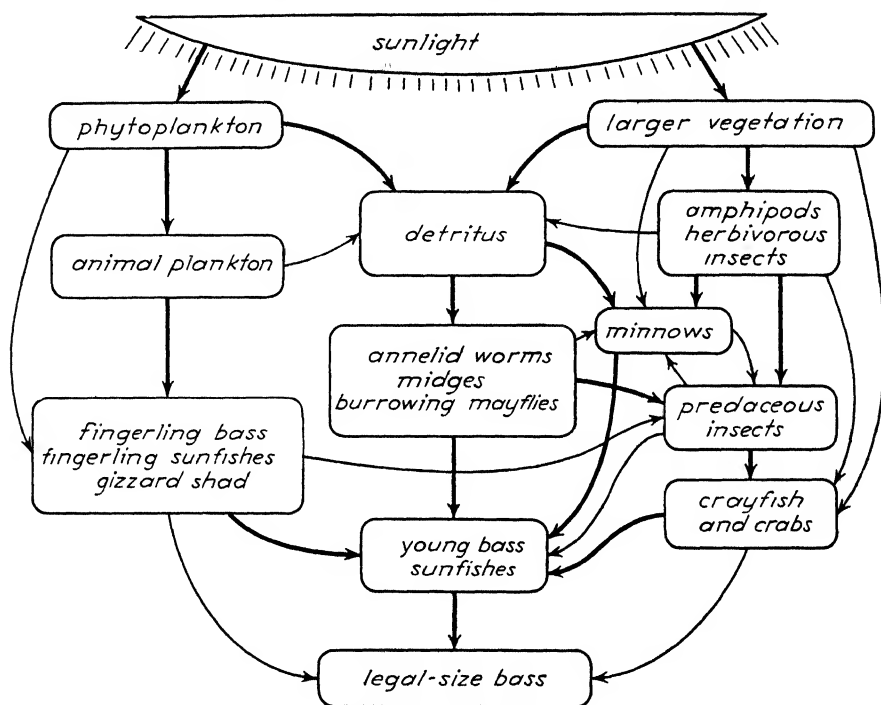 sunlight
phytoplankton
larger vegetation
detritus
amphipods
herbivorous
insects
animal plankton
minnows
annelid worms
midges
burrowing mayflies
predaceous
insects
fingerling bass
fingerling sunfishes
gizzard shad
crayfish
and crabs
young bass
sunfishes
legal-size bass